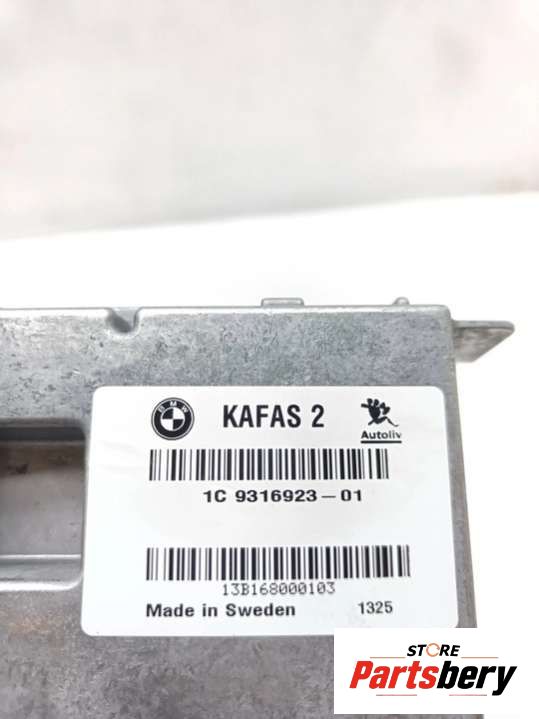 BMW
KAFAS 2
Autoliv
1C 9316923-01
13B168000103
Made in Sweden 1325
STORE
Partsbery